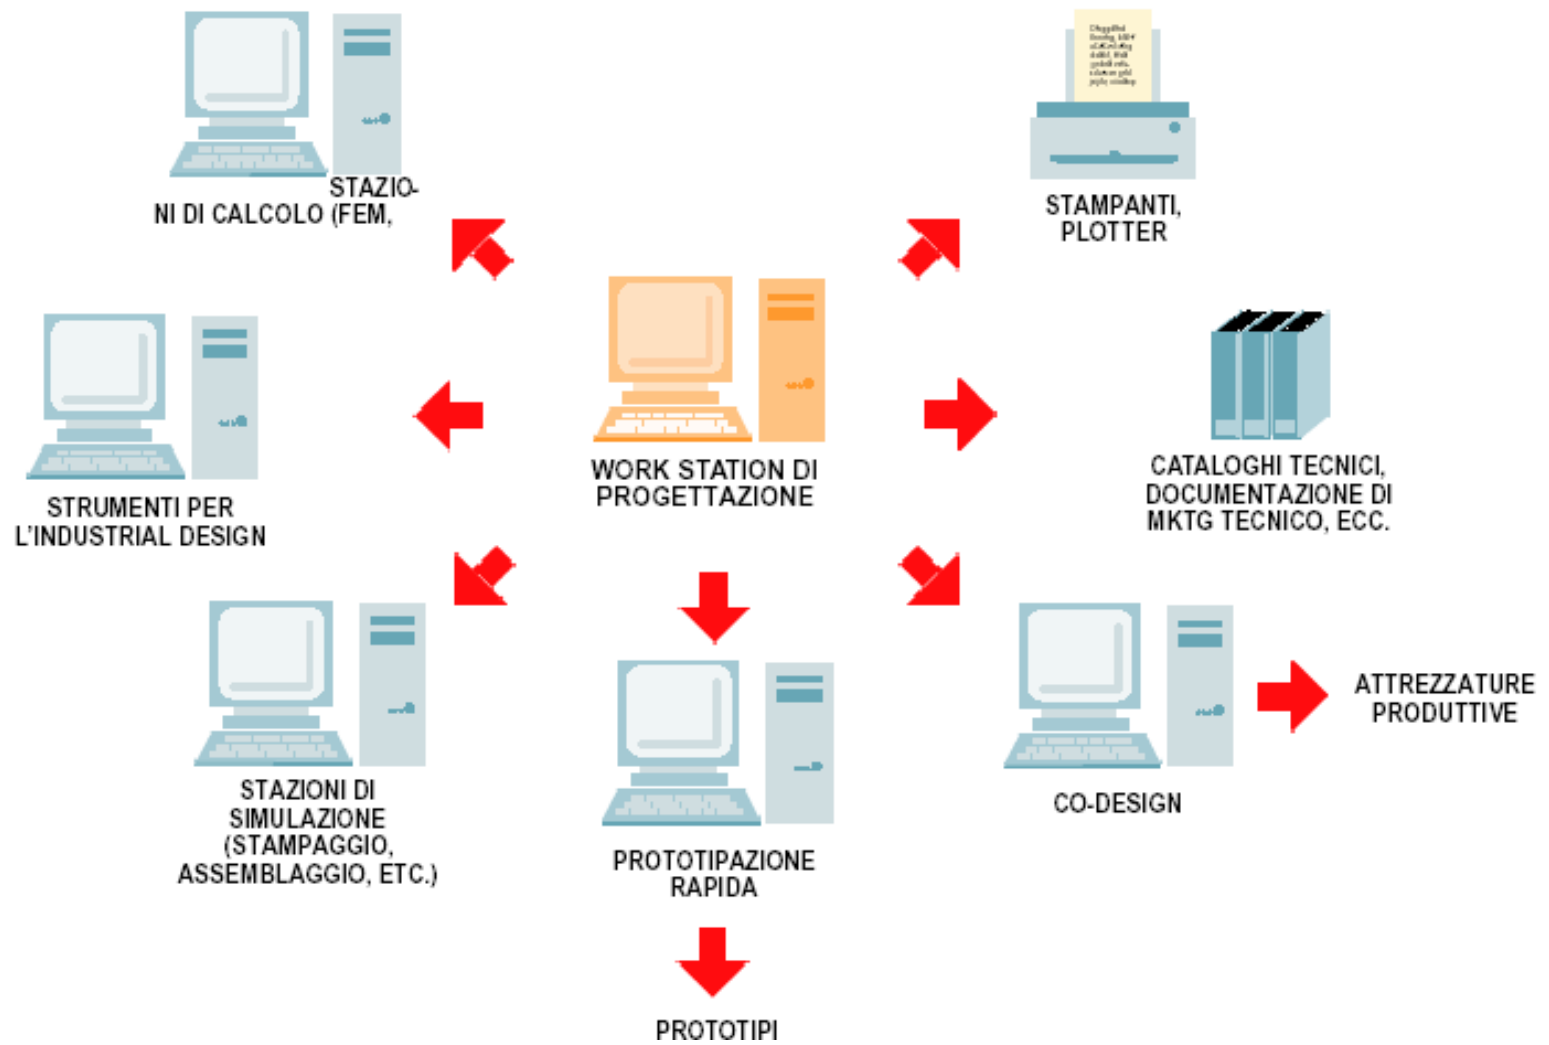 STAZIO-
NI DI CALCOLO (FEM,
STAMPANTI,
PLOTTER
WORK STATION DI
PROGETTAZIONE
CATALOGHI TECNICI,
DOCUMENTAZIONE DI
MKTG TECNICO, ECC.
STRUMENTI PER
L'INDUSTRIAL DESIGN
ATTREZZATURE
PRODUTTIVE
STAZIONI DI
SIMULAZIONE
(STAMPAGGIO,
ASSEMBLAGGIO, ETC.)
CO-DESIGN
PROTOTIPAZIONE
RAPIDA
PROTOTIPI